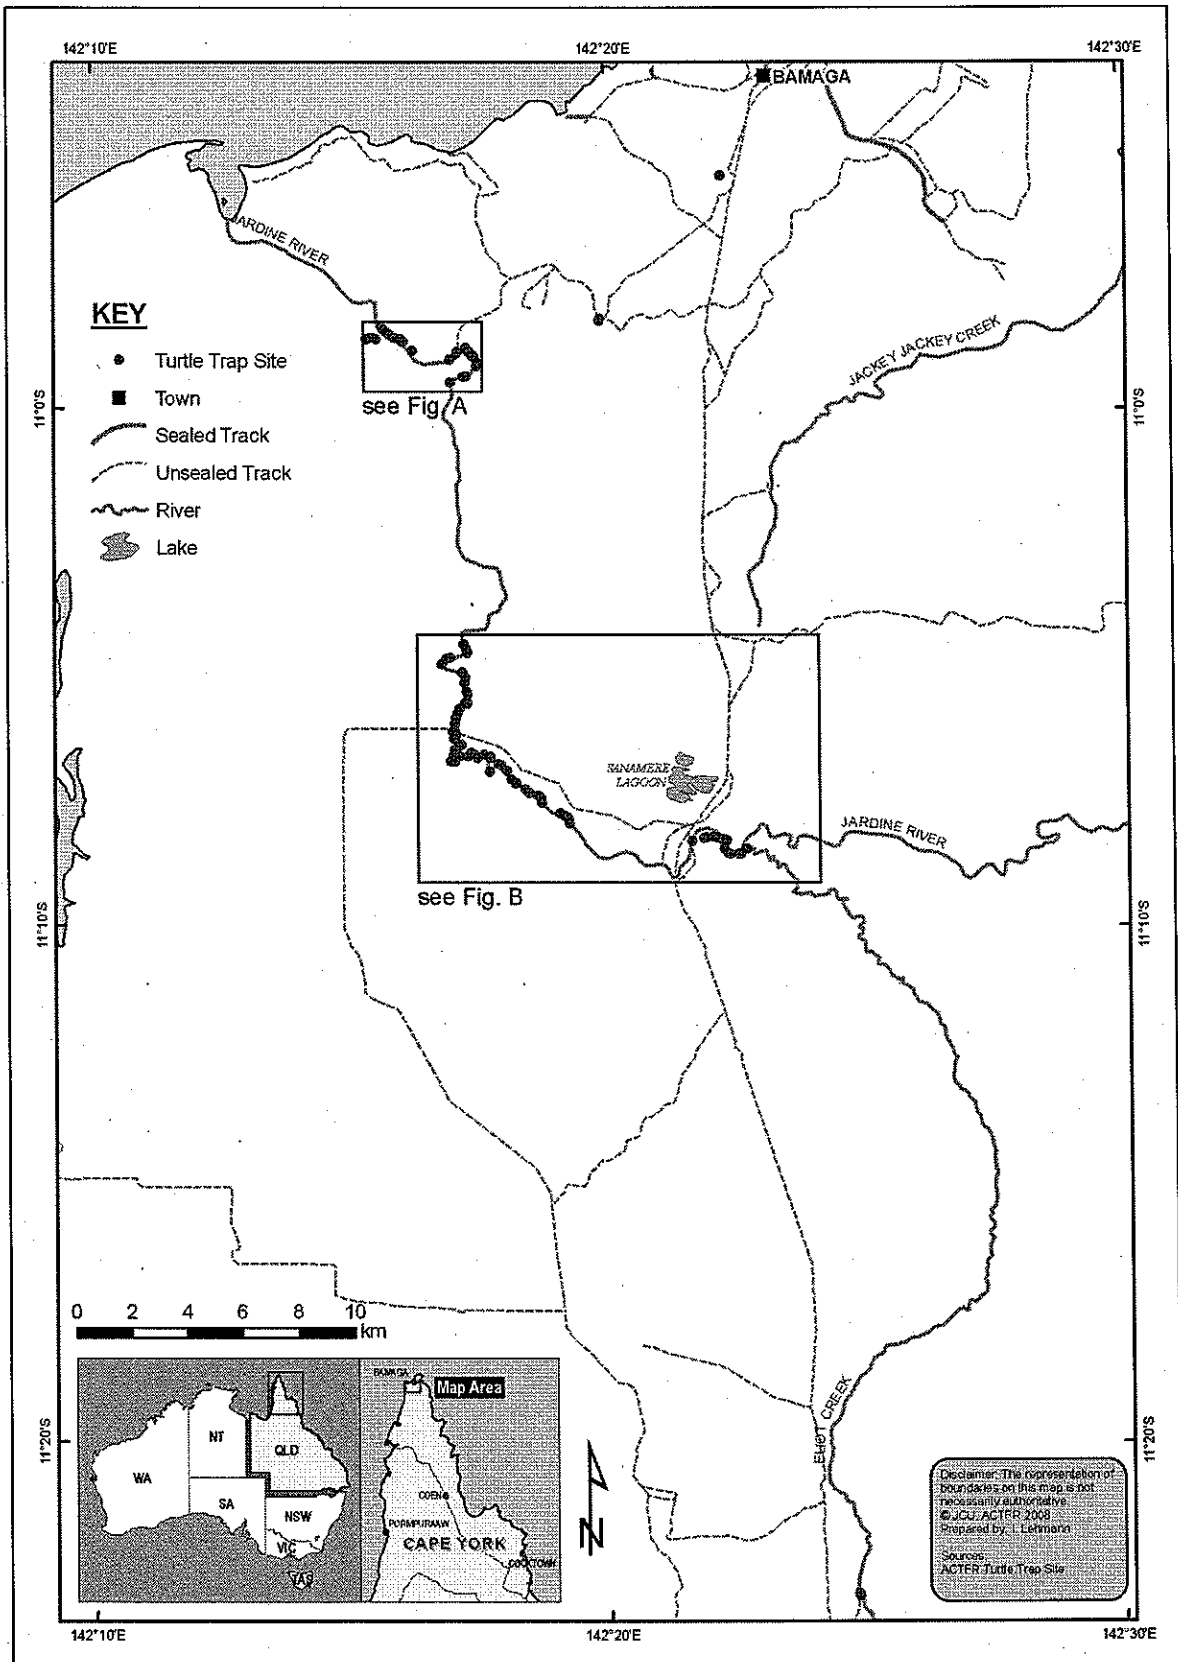 142°10'E
142°20'E
142°30'E
BAMAGA
JARDINE RIVER
KEY
Turtle Trap Site
Town
Sealed Track
Unsealed Track
River
Lake
see Fig. A
JACKEY JACKEY CREEK
11°0'S
11°0'S
SANAMERE
LAGOON
JARDINE RIVER
see Fig. B
11°10'S
11°10'S
0 2 4 6 8 10
km
BAMAGA
Map Area
NT
QLD
WA
SA
NSW
VIC
TAS
COEN
PORMPURAAW
CAPE YORK
COOKTOWN
N
ELIOT CREEK
11°20'S
11°20'S
Disclaimer: The representation of
boundaries on this map is not
necessarily authoritative.
© JCU, ACTFR 2008
Prepared by: I. Lehmann
Sources:
ACTFR Turtle Trap Site
142°10'E
142°20'E
142°30'E